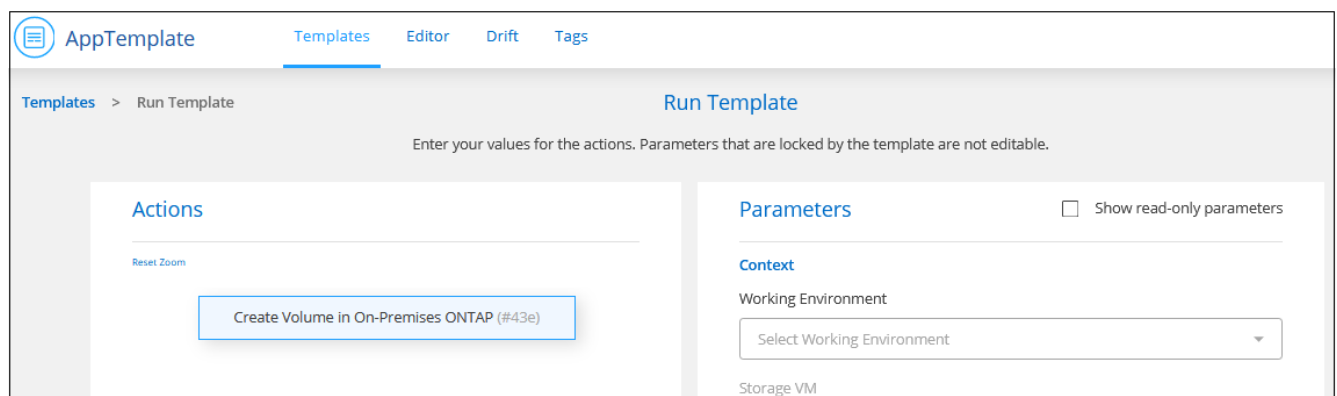 AppTemplate
Templates Editor Drift Tags
Templates > Run Template
Run Template
Enter your values for the actions. Parameters that are locked by the template are not editable.
Actions
Reset Zoom
Create Volume in On-Premises ONTAP (#43e)
Parameters
Show read-only parameters
Context
Working Environment
Select Working Environment
Storage VM